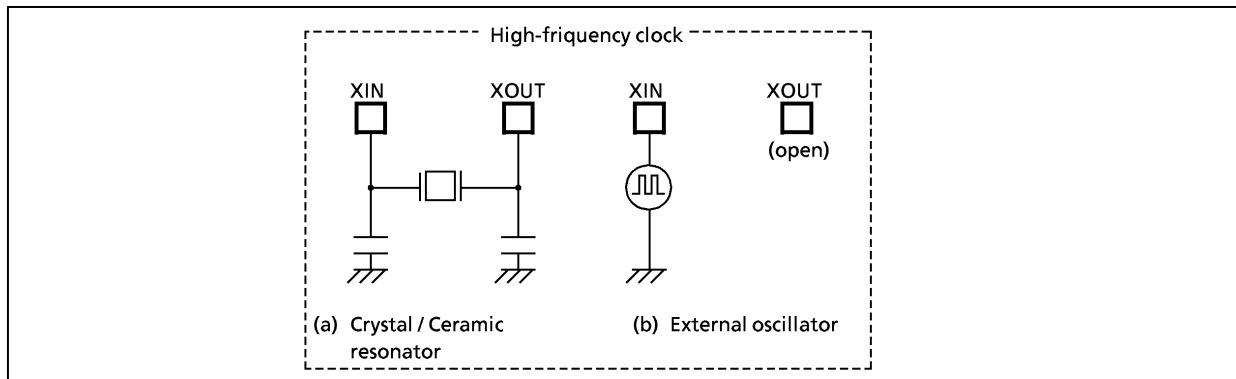 High-friquency clock
XIN
XOUT
XIN
XOUT
(open)
(a) Crystal / Ceramic
resonator
(b) External oscillator